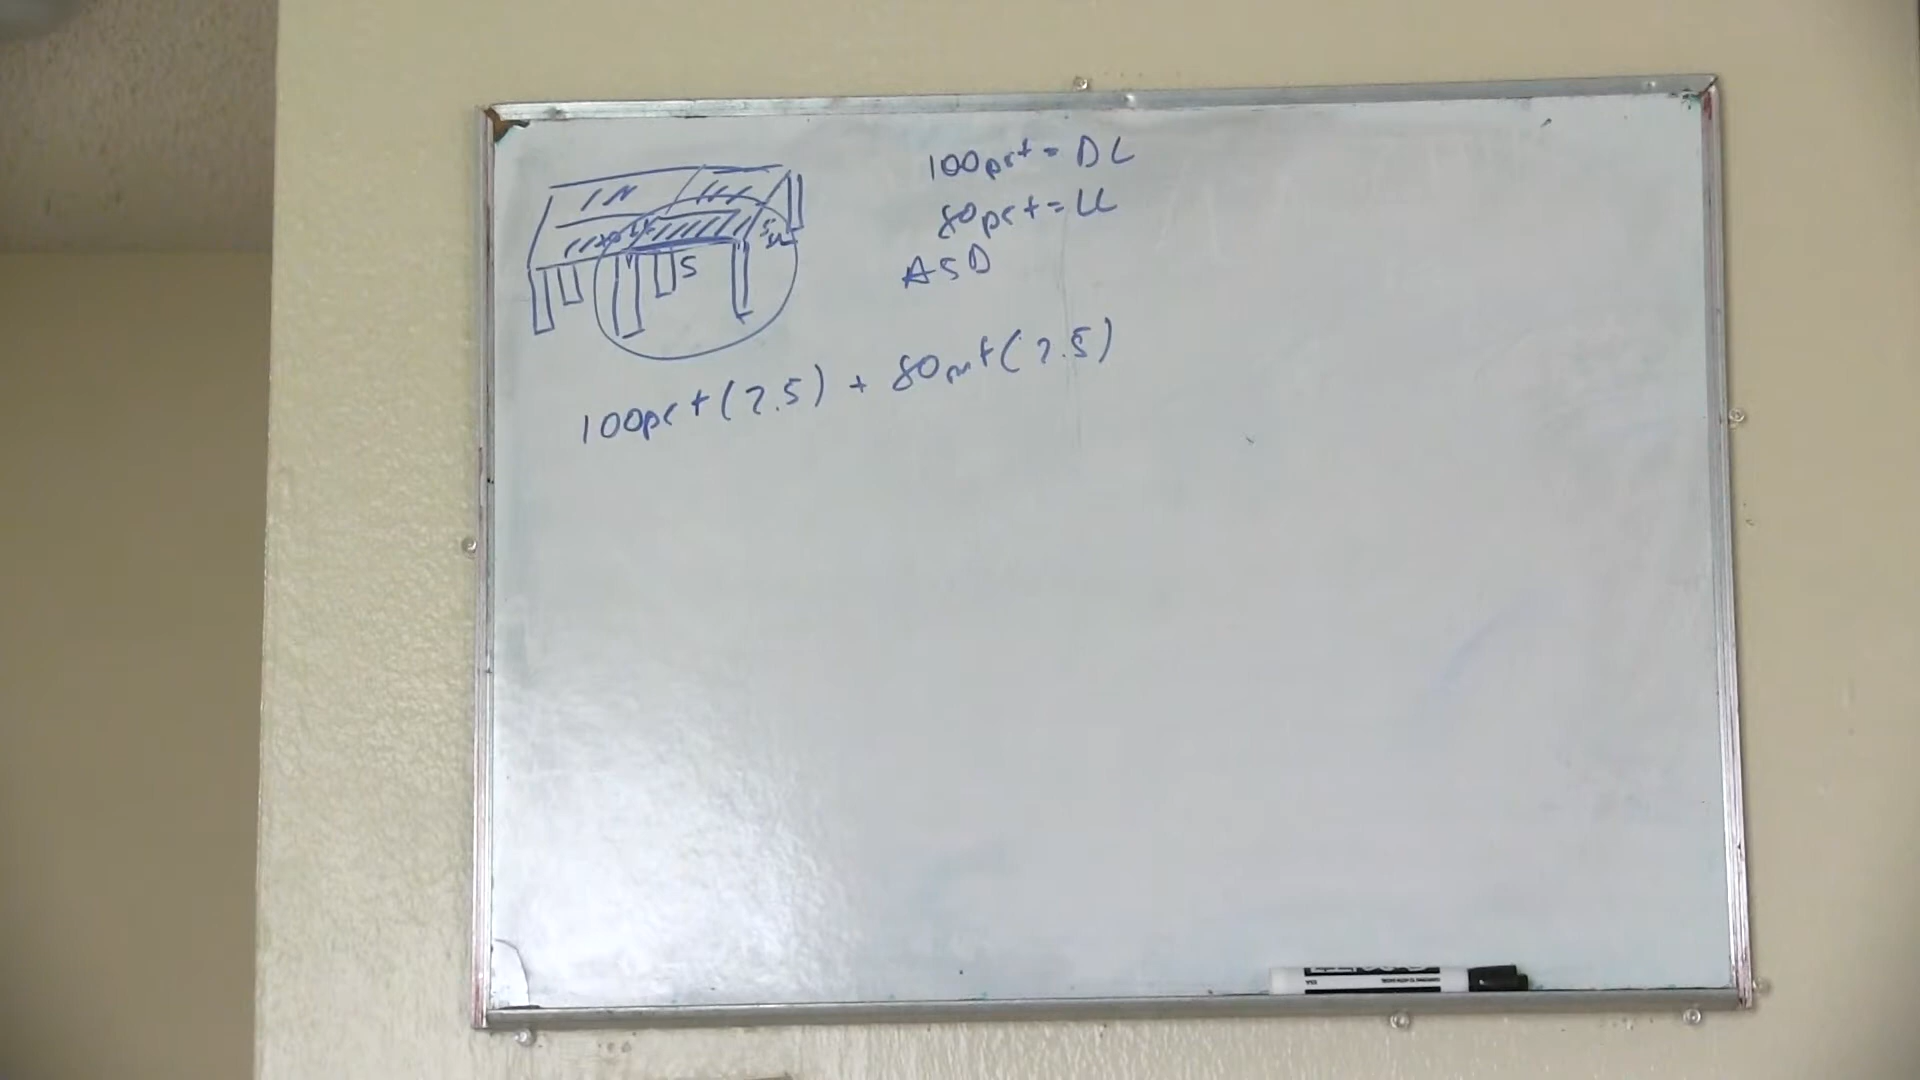 100psf = DL
80psf = LL
ASD
S
100psf (2.5) + 80psf (2.5)